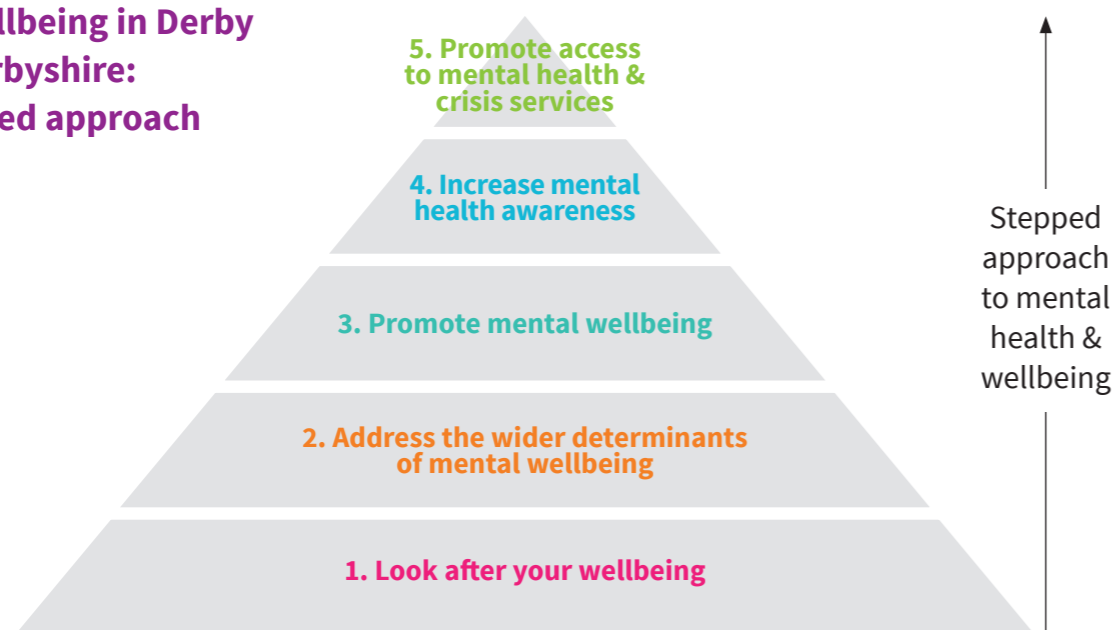 llbeing in Derby
rbyshire:
ed approach
5. Promote access
to mental health &
crisis services
4. Increase mental
health awareness
3. Promote mental wellbeing
2. Address the wider determinants
of mental wellbeing
1. Look after your wellbeing
Stepped
approach
to mental
health &
wellbeing